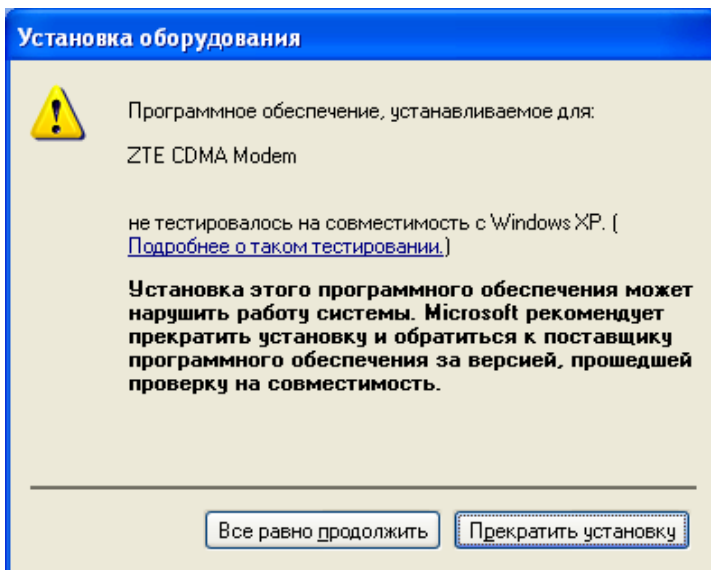 Установка оборудования
Программное обеспечение, устанавливаемое для:
ZTE CDMA Modem
не тестировалось на совместимость с Windows XP. (
Подробнее о таком тестировании.)
Установка этого программного обеспечения может
нарушить работу системы. Microsoft рекомендует
прекратить установку и обратиться к поставщику
программного обеспечения за версией, прошедшей
проверку на совместимость.
Все равно продолжить
Прекратить установку